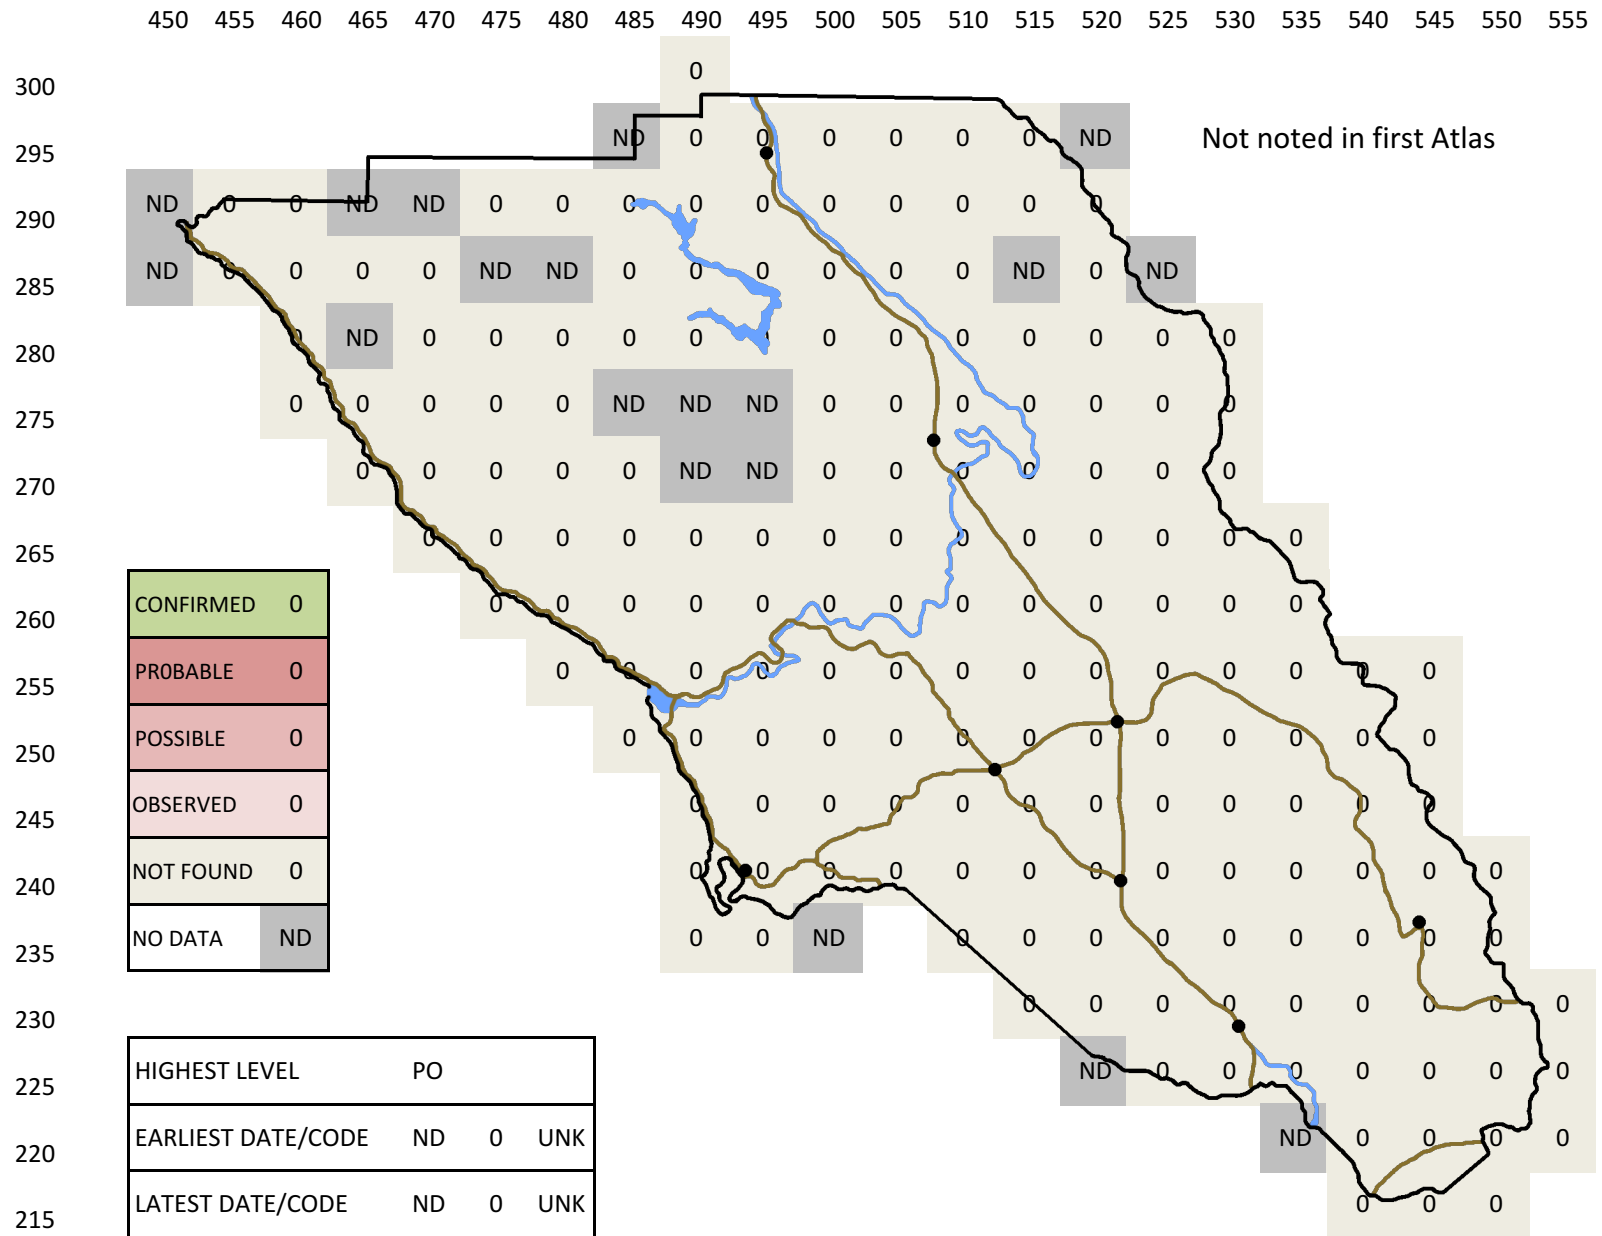 450 455 460 465 470 475 480 485 490 495 500 505 510 515 520 525 530 535 540 545 550 555
300 0
295 ND 0 0 0 0 0 0 ND Not noted in first Atlas
290 ND 0 0 ND ND 0 0 0 0 0 0 0 0 0 0
285 ND 0 0 0 0 ND ND 0 0 0 0 0 0 ND 0 ND
280 0 ND 0 0 0 0 0 0 0 0 0 0 0 0 0
275 0 0 0 0 0 ND ND ND 0 0 0 0 0 0 0
270 0 0 0 0 0 ND ND 0 0 0 0 0 0 0
265 0 0 0 0 0 0 0 0 0 0 0 0 0 0
260 CONFIRMED 0 0 0 0 0 0 0 0 0 0 0 0 0 0
255 PR0BABLE 0 0 0 0 0 0 0 0 0 0 0 0 0 0 0
250 POSSIBLE 0 0 0 0 0 0 0 0 0 0 0 0 0 0
245 OBSERVED 0 0 0 0 0 0 0 0 0 0 0 0 0
240 NOT FOUND 0 0 0 0 0 0 0 0 0 0 0 0 0 0
235 NO DATA ND 0 0 ND 0 0 0 0 0 0 0 0 0
230 0 0 0 0 0 0 0 0 0
225 HIGHEST LEVEL PO ND 0 0 0 0 0 0 0
220 EARLIEST DATE/CODE ND 0 UNK ND 0 0 0 0
215 LATEST DATE/CODE ND 0 UNK 0 0 0